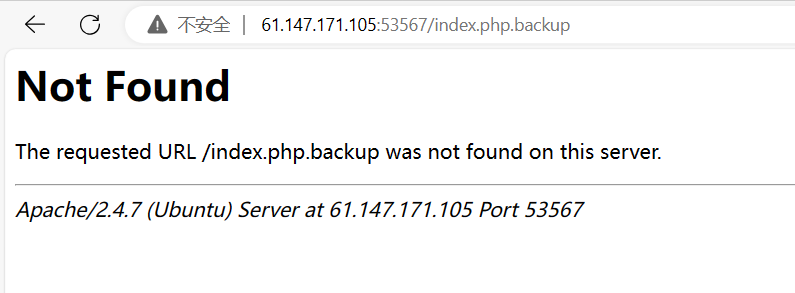 不安全 | 61.147.171.105:53567/index.php.backup
Not Found
The requested URL /index.php.backup was not found on this server.
Apache/2.4.7 (Ubuntu) Server at 61.147.171.105 Port 53567